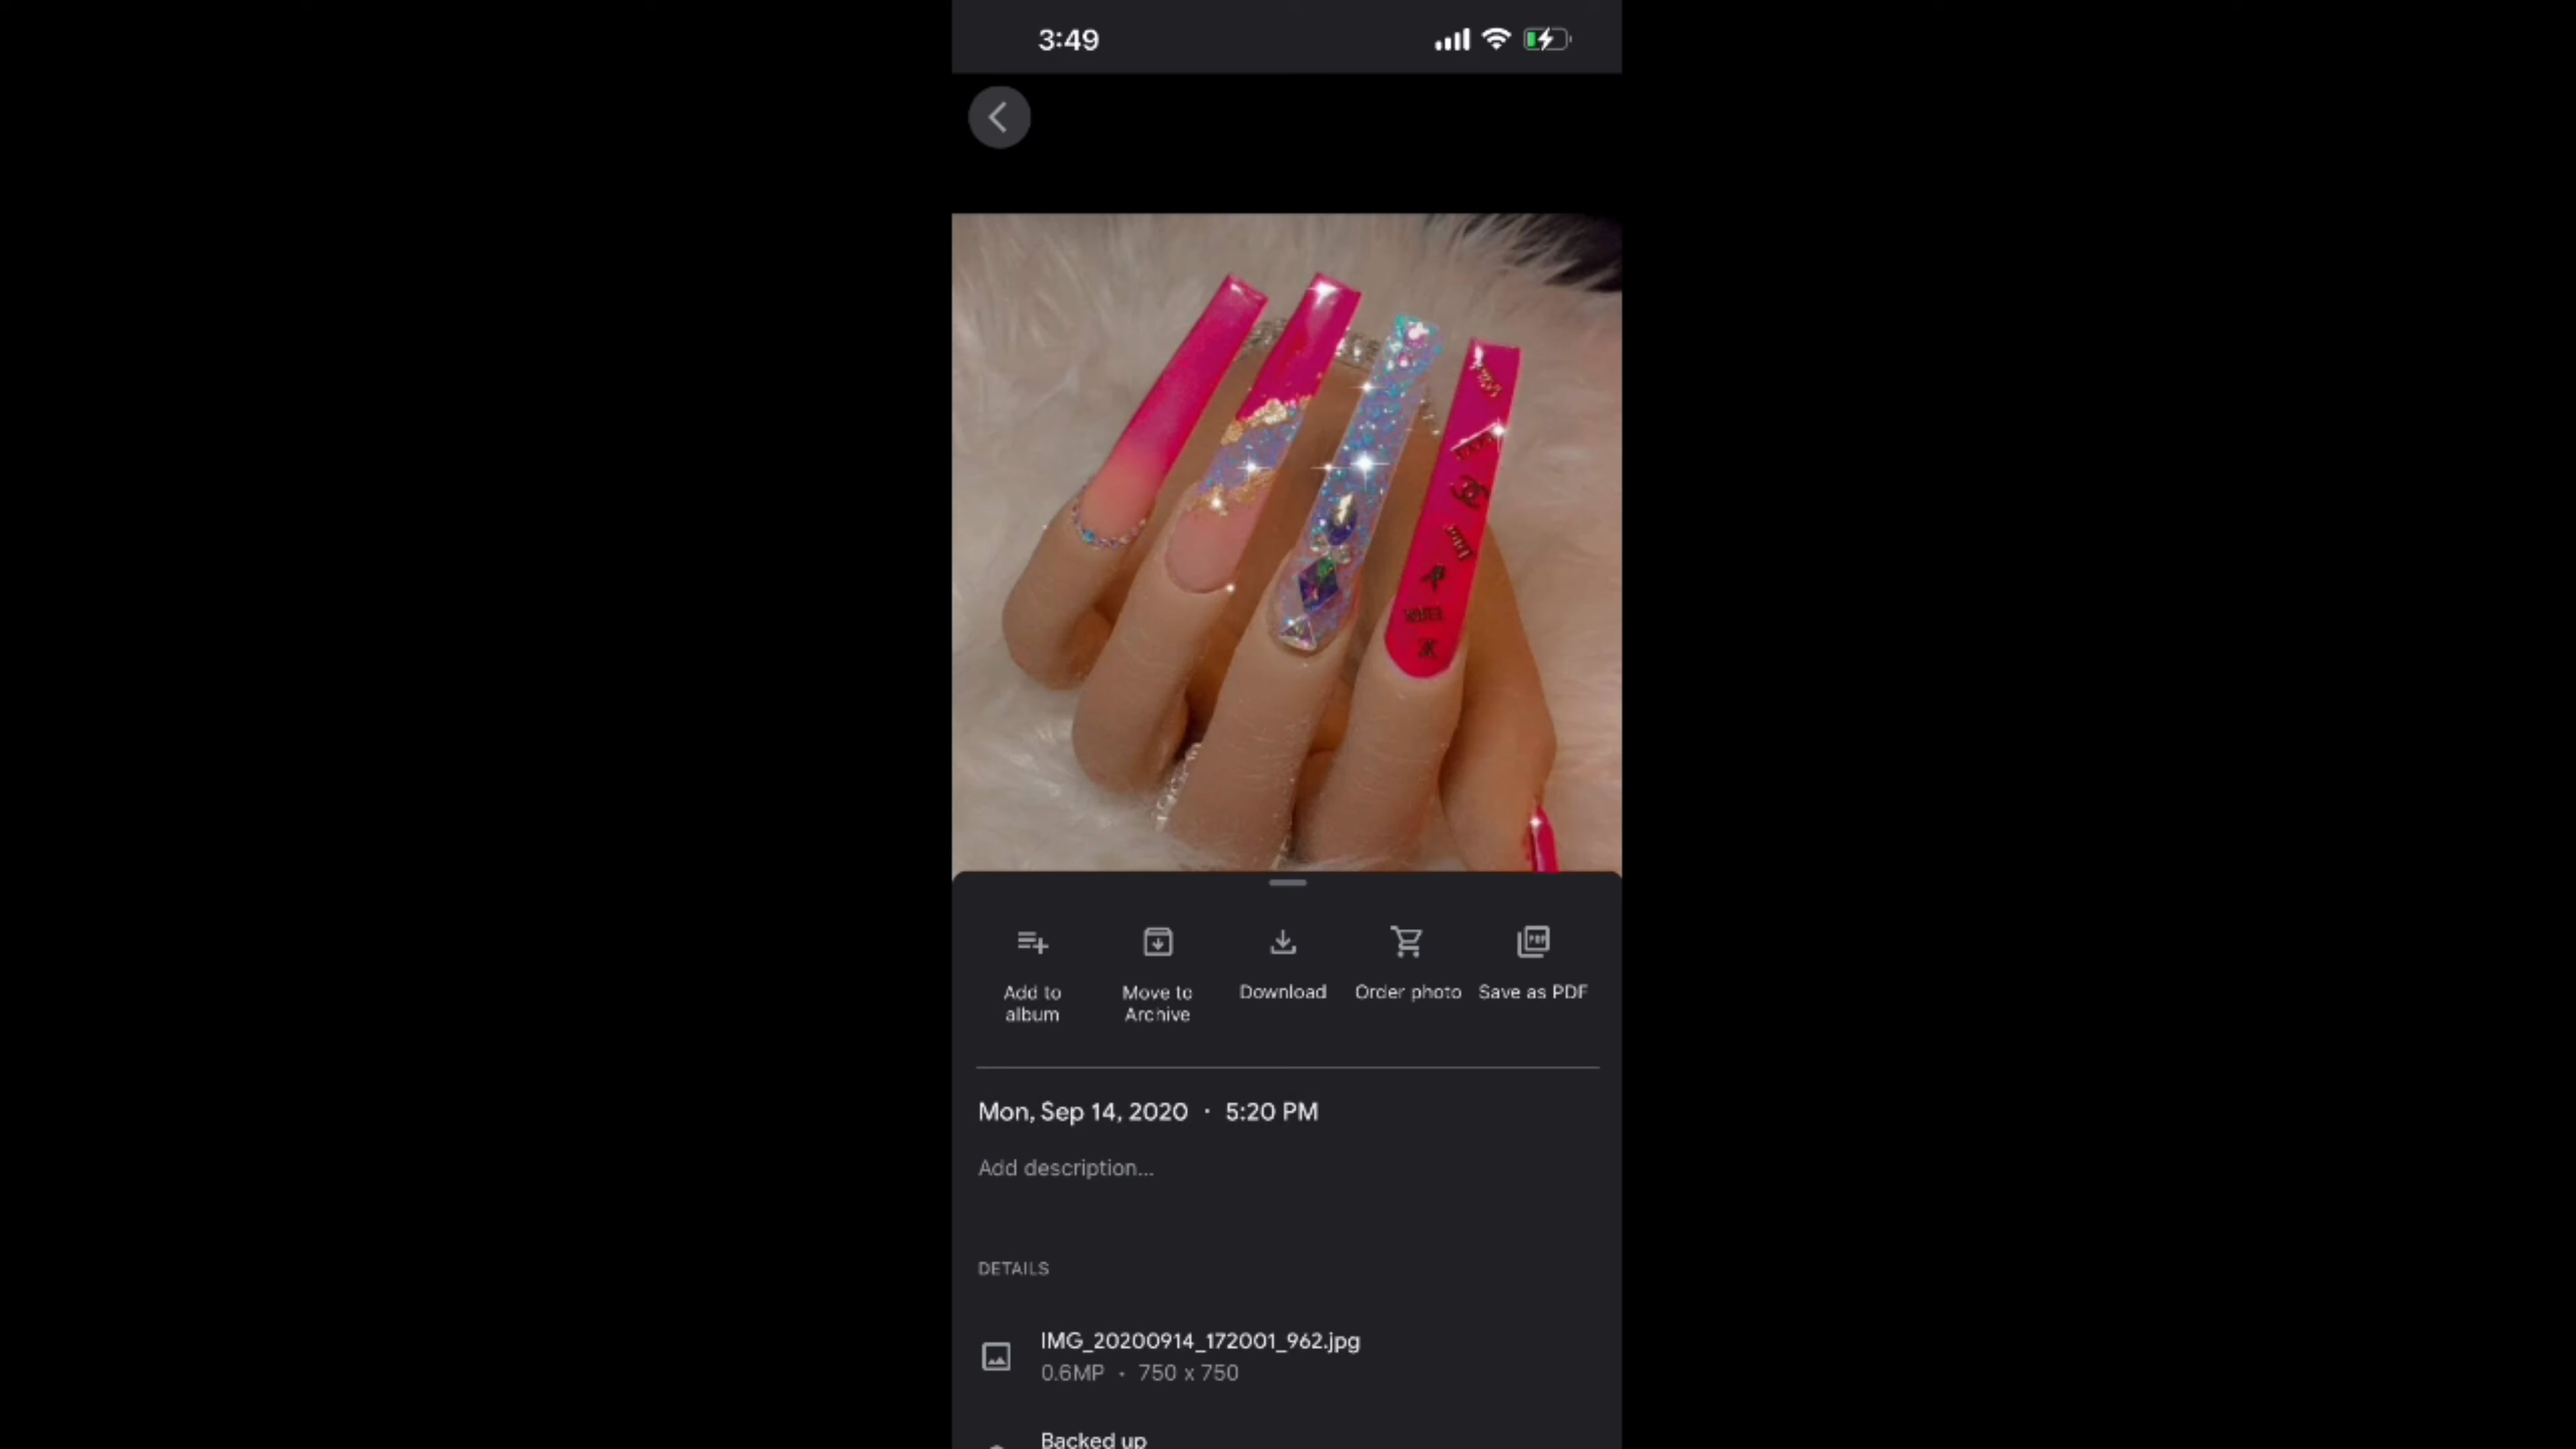 3:49
Add to
album
Move to
Archive
Download
Order photo
Save as PDF
Mon, Sep 14, 2020 · 5:20 PM
Add description...
DETAILS
IMG_20200914_172001_962.jpg
0.6MP · 750 x 750
Backed up